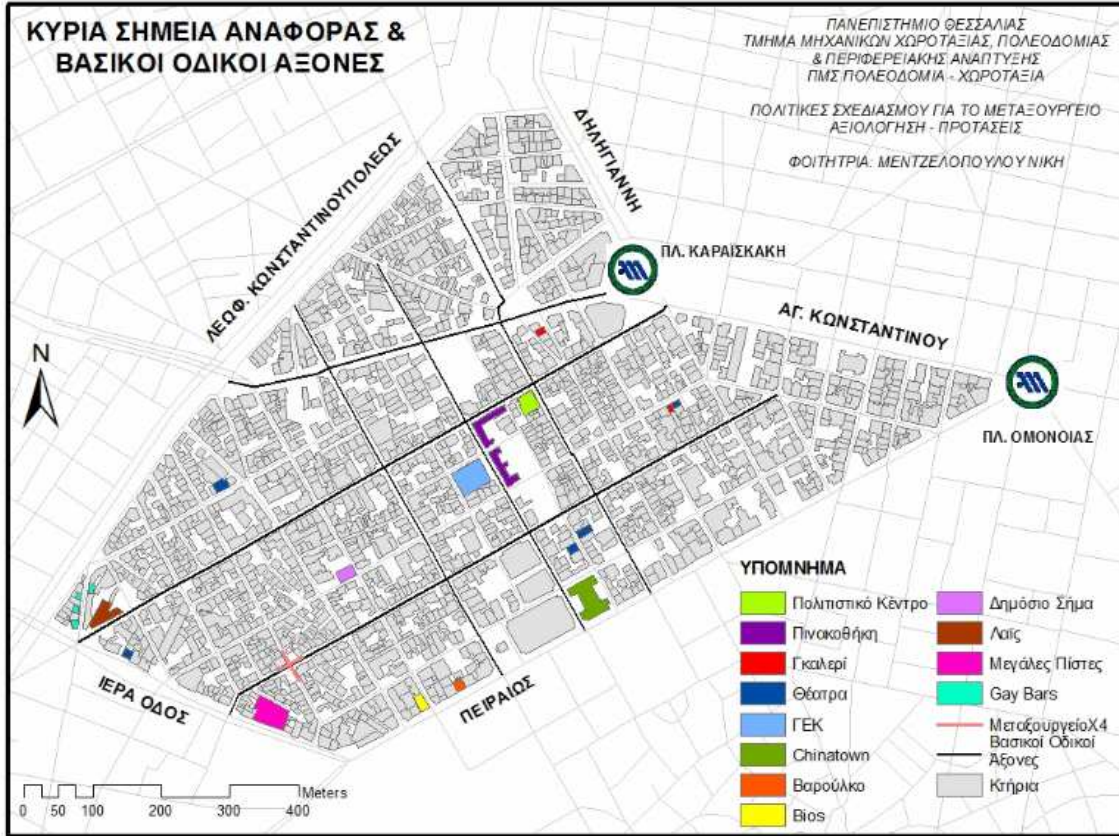 ΚΥΡΙΑ ΣΗΜΕΙΑ ΑΝΑΦΟΡΑΣ &
ΒΑΣΙΚΟΙ ΟΔΙΚΟΙ ΑΞΟΝΕΣ
ΠΑΝΕΠΙΣΤΗΜΙΟ ΘΕΣΣΑΛΙΑΣ
ΤΜΗΜΑ ΜΗΧΑΝΙΚΩΝ ΧΩΡΟΤΑΞΙΑΣ, ΠΟΛΕΟΔΟΜΙΑΣ
& ΠΕΡΙΦΕΡΕΙΑΚΗΣ ΑΝΑΠΤΥΞΗΣ
ΠΜΣ ΠΟΛΕΟΔΟΜΙΑ - ΧΩΡΟΤΑΞΙΑ
ΠΟΛΙΤΙΚΕΣ ΣΧΕΔΙΑΣΜΟΥ ΓΙΑ ΤΟ ΜΕΤΑΞΟΥΡΓΕΙΟ
ΑΞΙΟΛΟΓΗΣΗ - ΠΡΟΤΑΣΕΙΣ
ΦΟΙΤΗΤΡΙΑ: ΜΕΝΤΖΕΛΟΠΟΥΛΟΥ ΝΙΚΗ
ΔΗΛΗΓΙΑΝΝΗ
ΛΕΩΦ. ΚΩΝΣΤΑΝΤΙΝΟΥΠΟΛΕΩΣ
ΠΛ. ΚΑΡΑΪΣΚΑΚΗ
ΑΓ. ΚΩΝΣΤΑΝΤΙΝΟΥ
N
ΠΛ. ΟΜΟΝΟΙΑΣ
ΙΕΡΑ ΟΔΟΣ
ΠΕΙΡΑΙΩΣ
ΥΠΟΜΝΗΜΑ
Πολιτιστικό Κέντρο
Πινακοθήκη
Γκαλερί
Θέατρα
ΓΕΚ
Chinatown
Βαρούλκο
Bios
Δημόσιο Σήμα
Λαϊς
Μεγάλες Πίστες
Gay Bars
ΜεταξουργείοΧ4
Βασικοί Οδικοί
Άξονες
Κτήρια
Meters
0 50 100 200 300 400